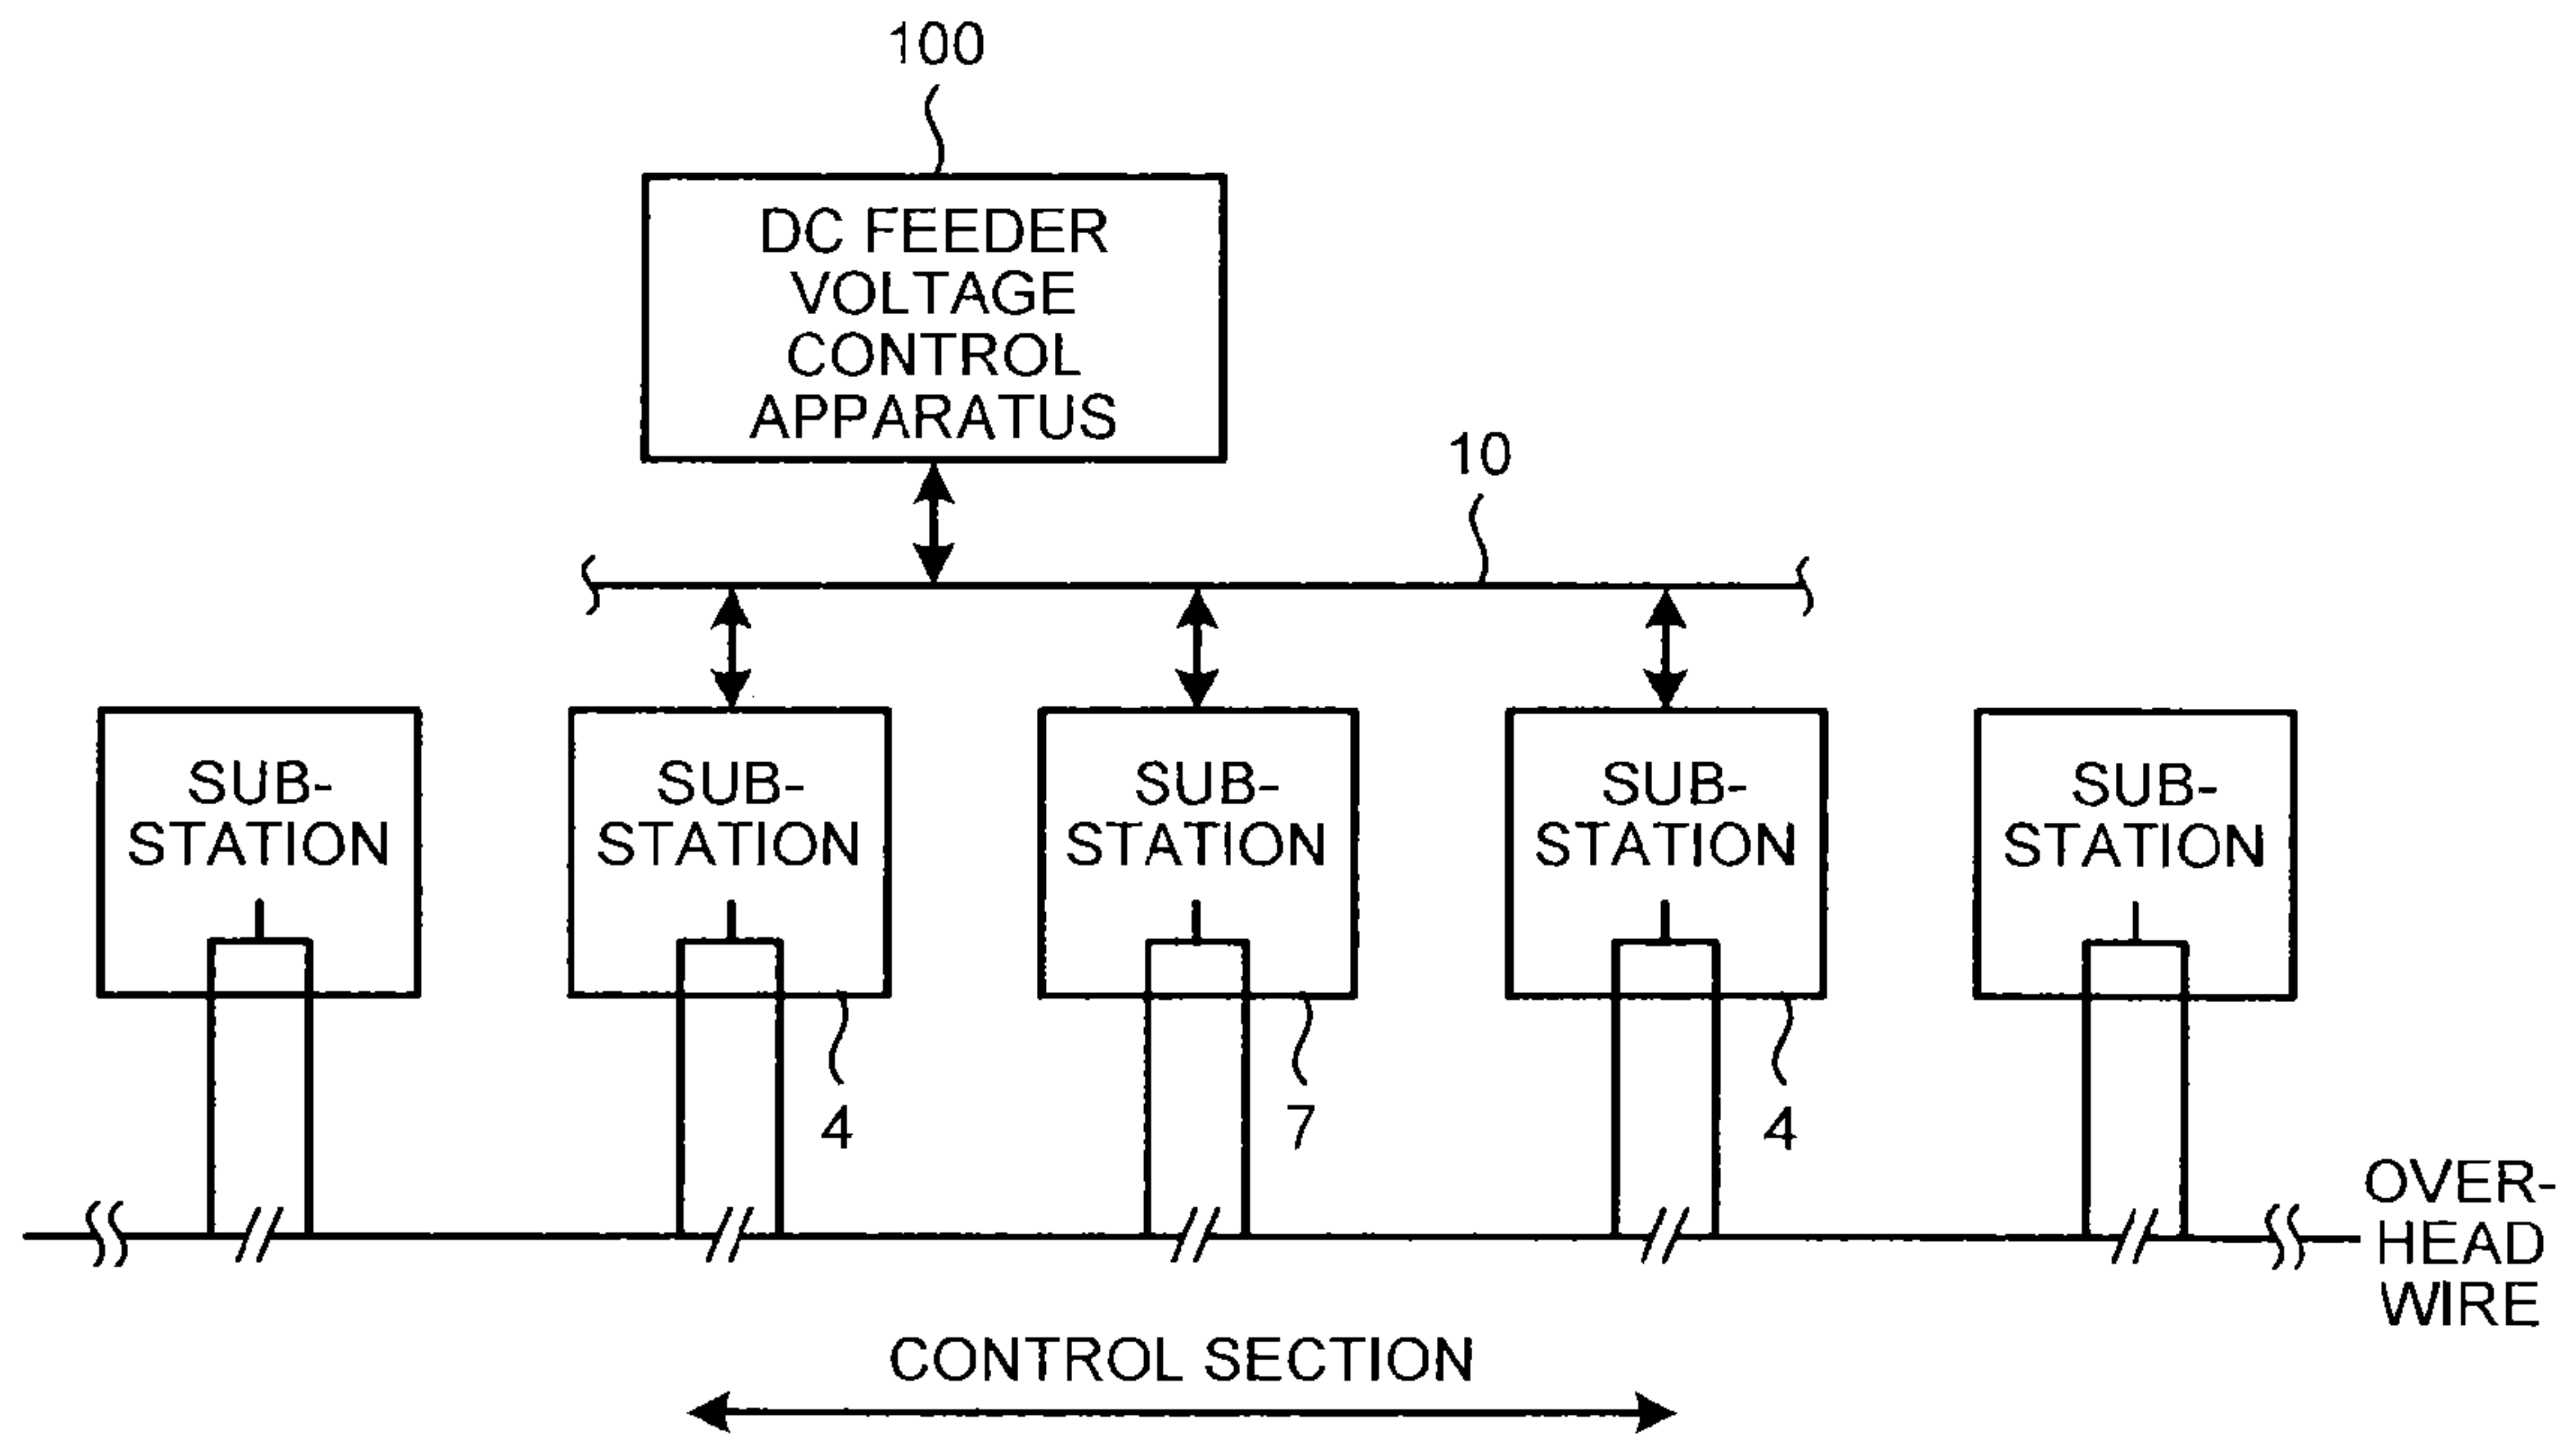 100
DC FEEDER
VOLTAGE
CONTROL
APPARATUS
10
SUB-
STATION
SUB-
STATION
SUB-
STATION
SUB-
STATION
SUB-
STATION
4
7
4
OVER-
HEAD
WIRE
CONTROL SECTION